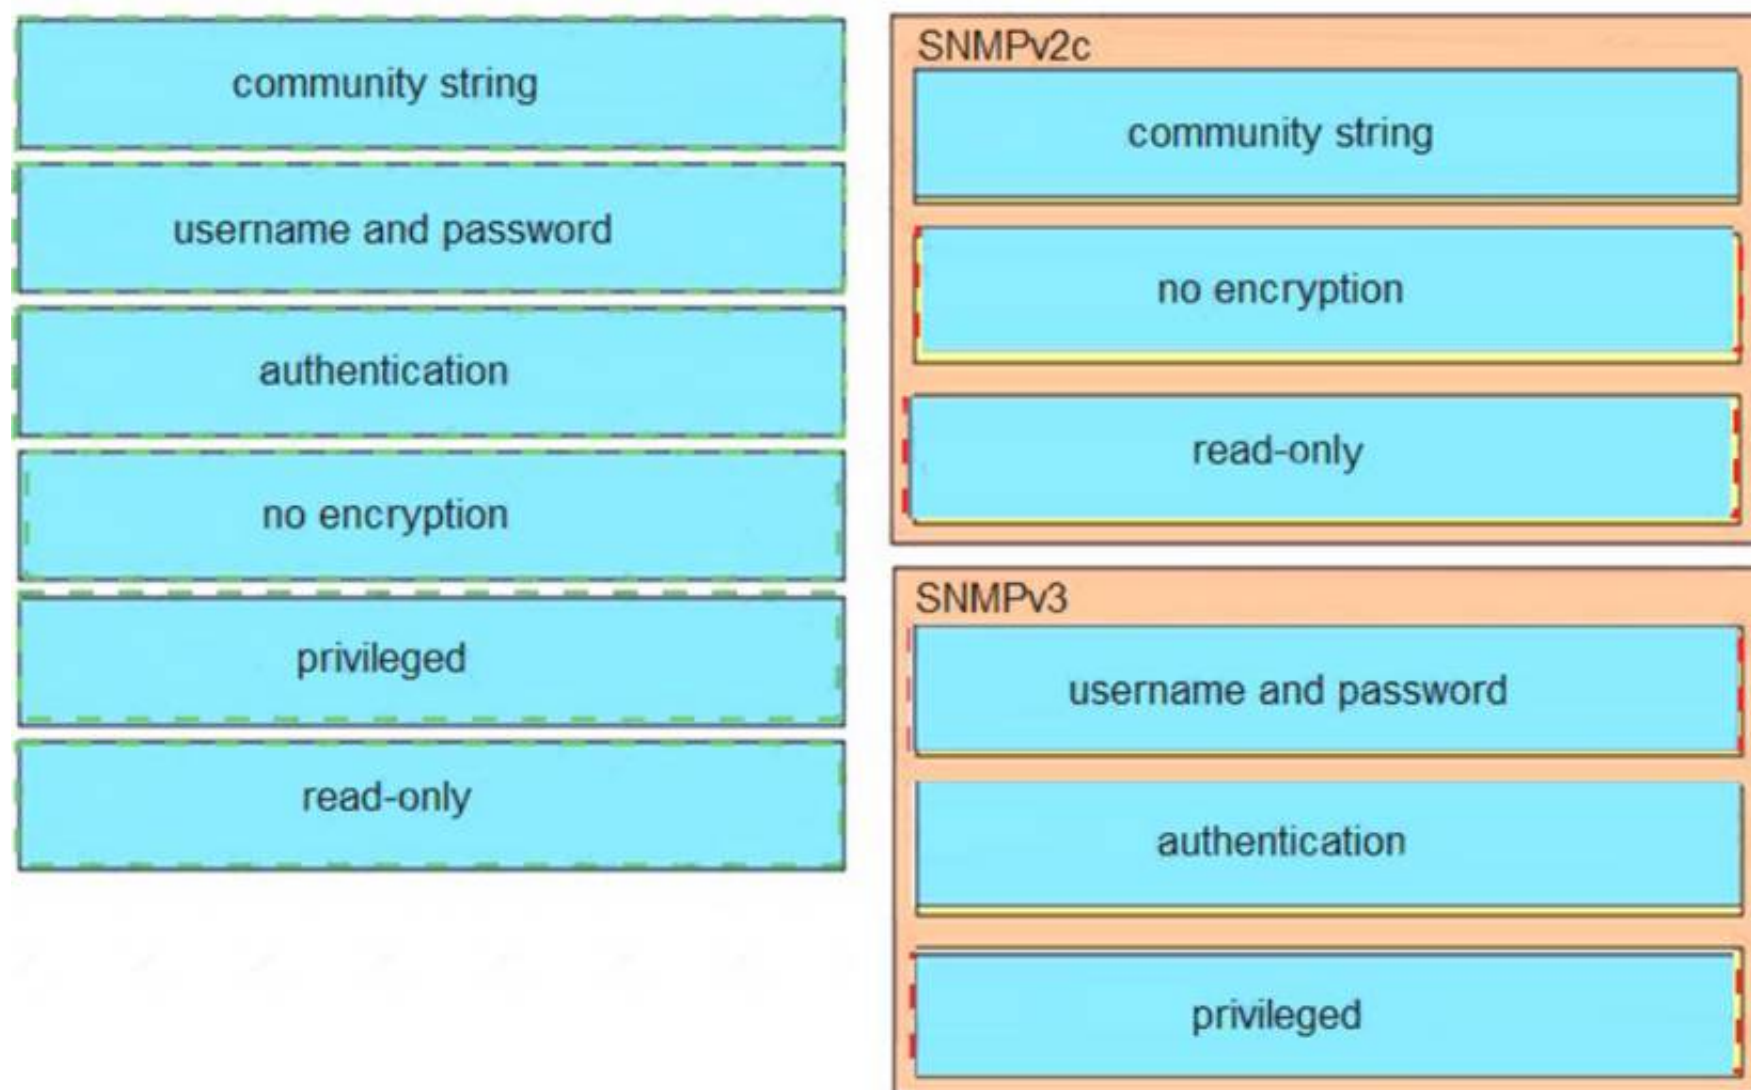 community string
username and password
authentication
no encryption
privileged
read-only
SNMPv2c
community string
no encryption
read-only
SNMPv3
username and password
authentication
privileged